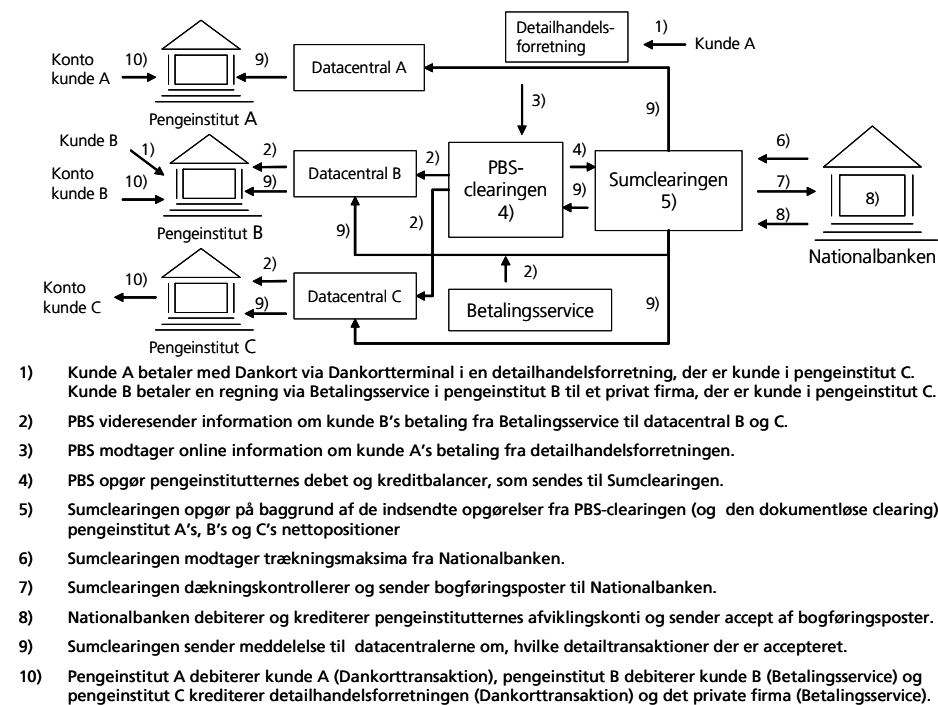 Detailhandels-
forretning
1)
Kunde A
Konto
kunde A
10)
9)
Datacentral A
Pengeinstitut A
3)
9)
Kunde B
1)
2)
Konto
kunde B
10)
9)
Datacentral B
2)
PBS-
clearingen
4)
4)
9)
Sumclearingen
5)
6)
7)
8)
8)
Nationalbanken
Pengeinstitut B
9)
2)
2)
Konto
kunde C
10)
2)
9)
Datacentral C
Betalingsservice
9)
Pengeinstitut C
1) Kunde A betaler med Dankort via Dankortterminal i en detailhandelsforretning, der er kunde i pengeinstitut C.
Kunde B betaler en regning via Betalingsservice i pengeinstitut B til et privat firma, der er kunde i pengeinstitut C.
2) PBS videresender information om kunde B's betaling fra Betalingsservice til datacentral B og C.
3) PBS modtager online information om kunde A's betaling fra detailhandelsforretningen.
4) PBS opgør pengeinstitutternes debet og kreditbalancer, som sendes til Sumclearingen.
5) Sumclearingen opgør på baggrund af de indsendte opgørelser fra PBS-clearingen (og den dokumentløse clearing)
pengeinstitut A's, B's og C's nettopositioner
6) Sumclearingen modtager trækningsmaksima fra Nationalbanken.
7) Sumclearingen dækningskontrollerer og sender bogføringsposter til Nationalbanken.
8) Nationalbanken debiterer og krediterer pengeinstitutternes afviklingskonti og sender accept af bogføringsposter.
9) Sumclearingen sender meddelelse til datacentralerne om, hvilke detailtransaktioner der er accepteret.
10) Pengeinstitut A debiterer kunde A (Dankorttransaktion), pengeinstitut B debiterer kunde B (Betalingsservice) og
pengeinstitut C krediterer detailhandelsforretningen (Dankorttransaktion) og det private firma (Betalingsservice).